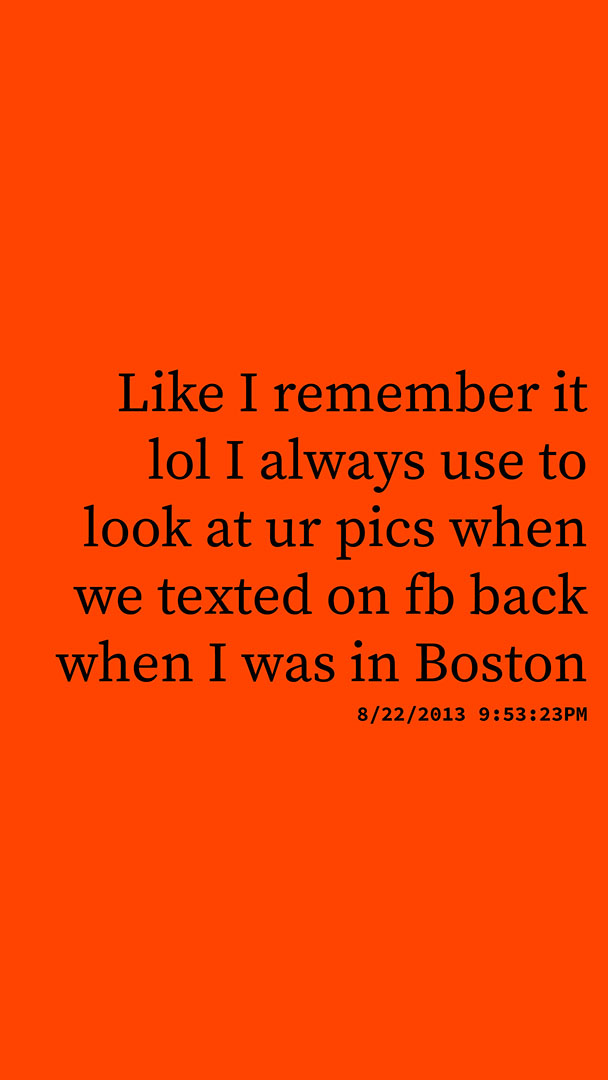 Like I remember it
lol I always use to
look at ur pics when
we texted on fb back
when I was in Boston
8/22/2013 9:53:23PM